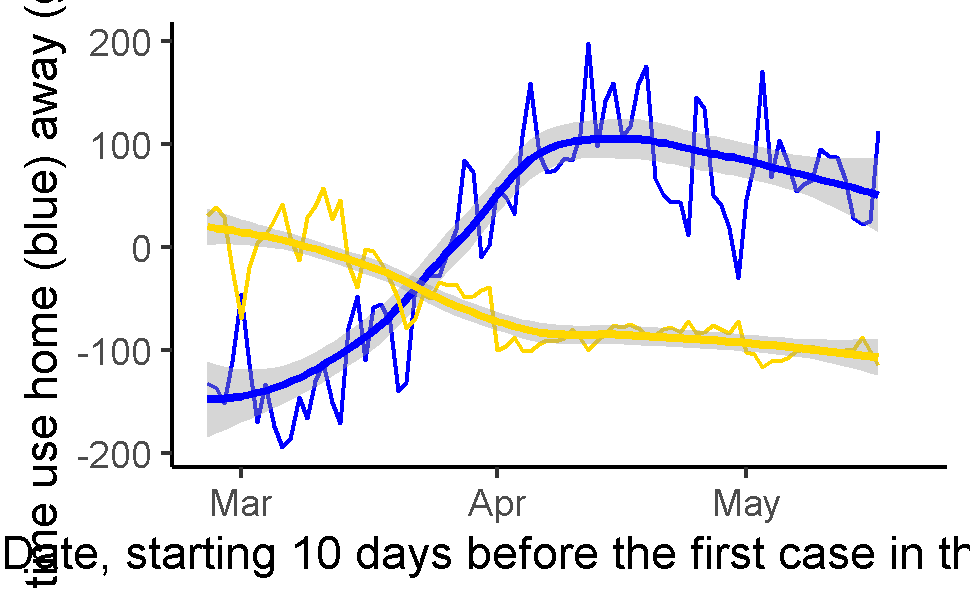 time use home (blue) away (
200
100
0
-100
-200
Mar Apr May
Date, starting 10 days before the first case in th